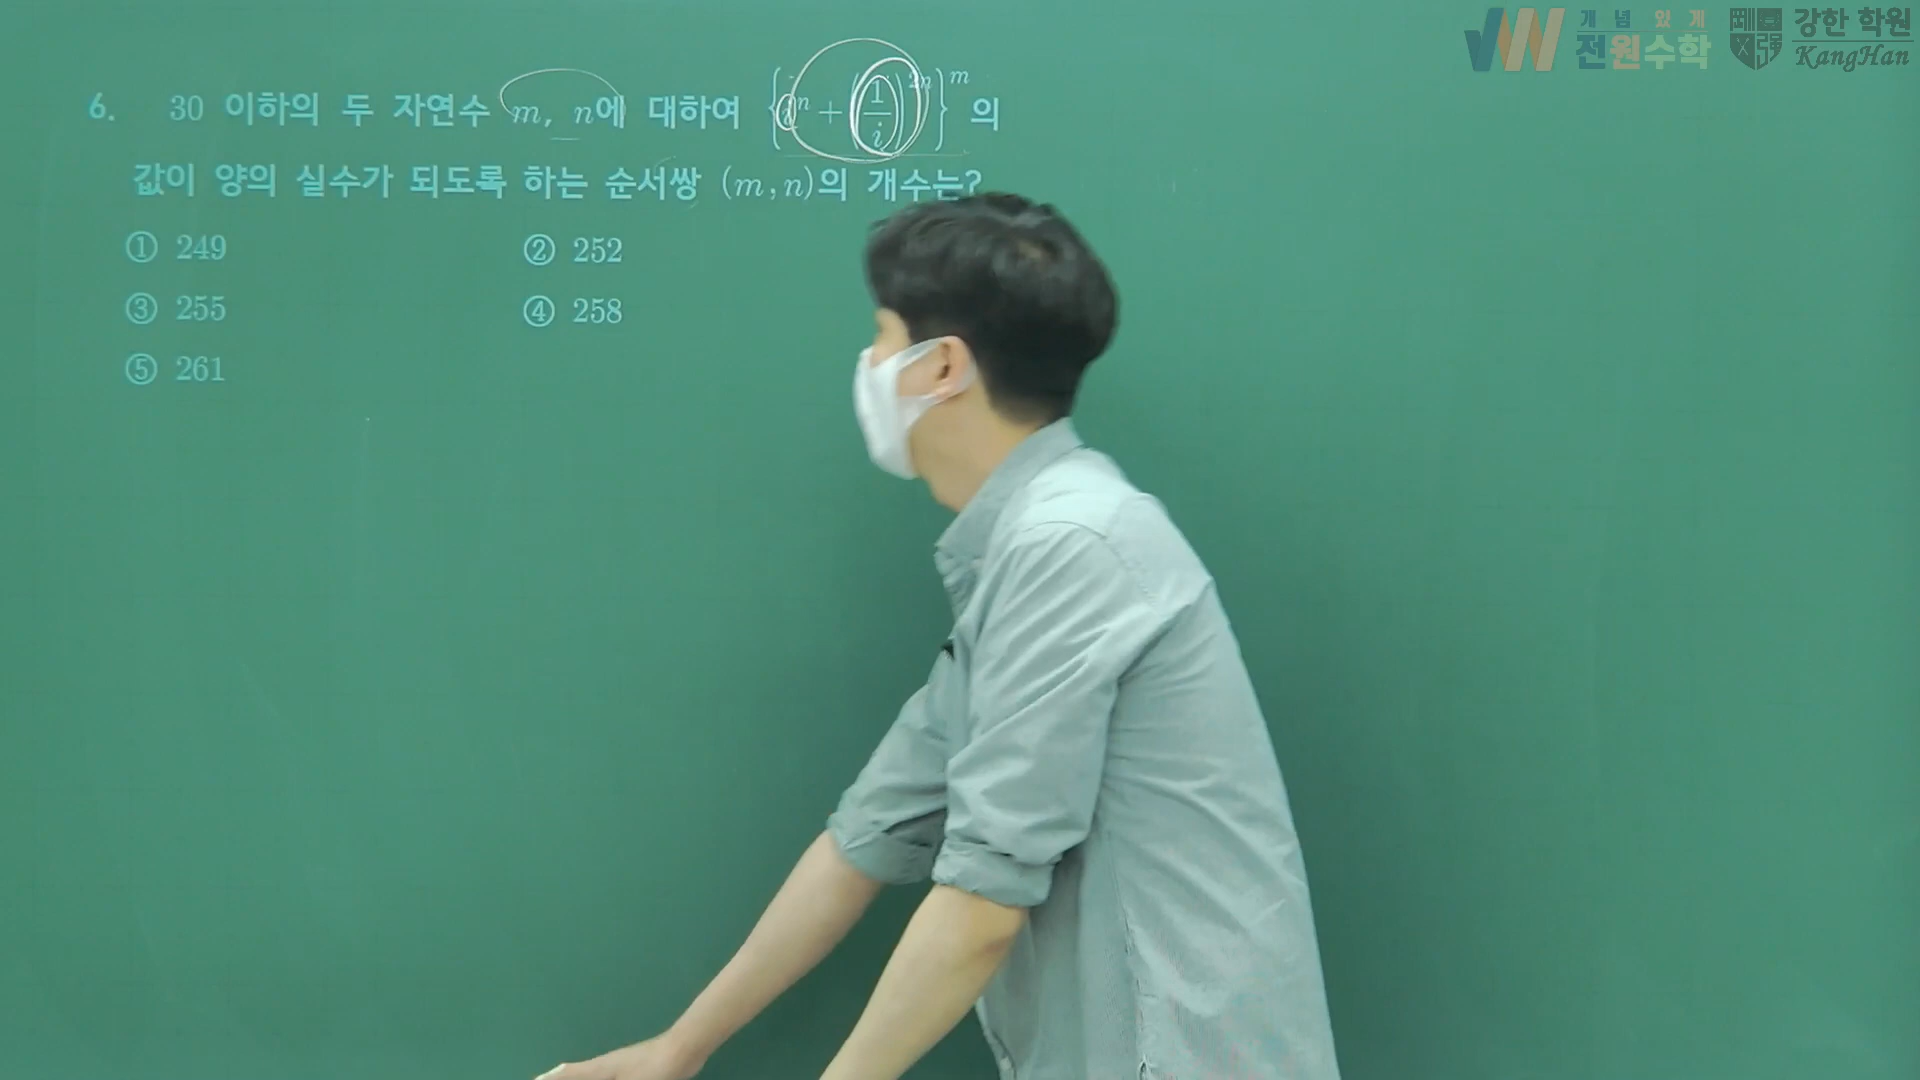 개념있게
전원수학
강한 학원
KangHan
6. 30 이하의 두 자연수 m, n에 대하여 {i^n + (1/i)^{2n}}^m 의
값이 양의 실수가 되도록 하는 순서쌍 (m, n)의 개수는?
① 249 ② 252
③ 255 ④ 258
⑤ 261